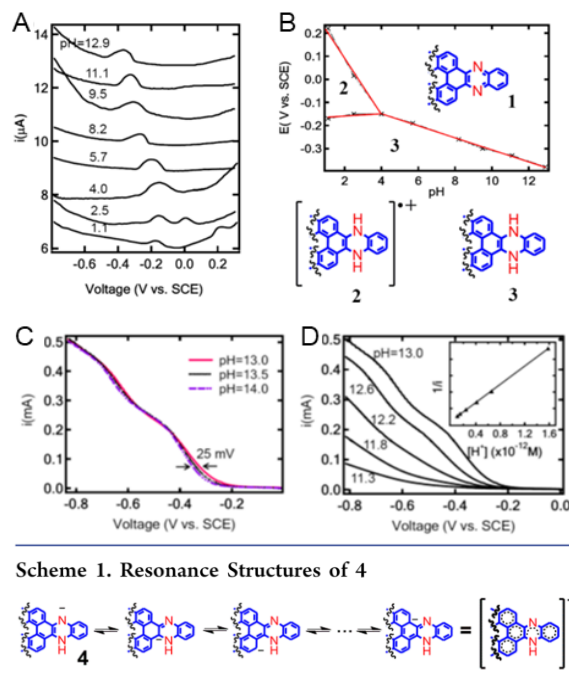 A
pH=12.9
11.1
9.5
8.2
5.7
4.0
2.5
1.1
14
12
10
8
6
i(μA)
-0.8 -0.6 -0.4 -0.2 0.0 0.2
Voltage (V vs. SCE)
B
0.2
0.1
0.0
-0.1
-0.2
-0.3
E( V vs. SCE)
2 4 6 8 10 12
pH
N
N
1
2
3
H
N
N
H
•+
2
H
N
N
H
3
C
0.5
0.4
0.3
0.2
0.1
0.0
i(mA)
pH=13.0
pH=13.5
pH=14.0
25 mV
-0.8 -0.6 -0.4 -0.2 0.0
Voltage (V vs. SCE)
D
0.5
0.4
0.3
0.2
0.1
0.0
i(mA)
pH=13.0
12.6
12.2
11.8
11.3
1/i
0.4 0.8 1.2 1.6
[H⁺] (x10⁻¹²M)
-0.8 -0.6 -0.4 -0.2 0.0
Voltage (V vs. SCE)
Scheme 1. Resonance Structures of 4
N
N
H
4
N
N
H
N
N
H
···
N
N
H
=
N
N
H